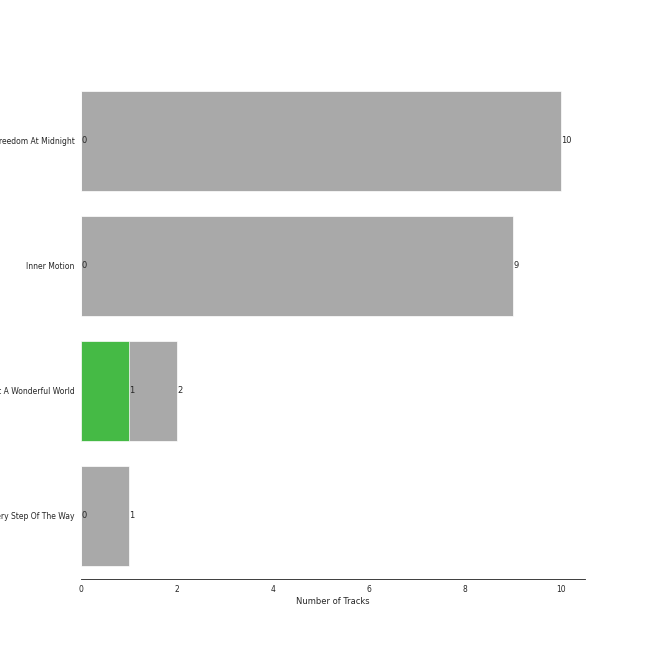 reedom At Midnight 0 10
Inner Motion 0 9
t A Wonderful World 1 2
ery Step Of The Way 0 1
0 2 4 6 8 10
Number of Tracks